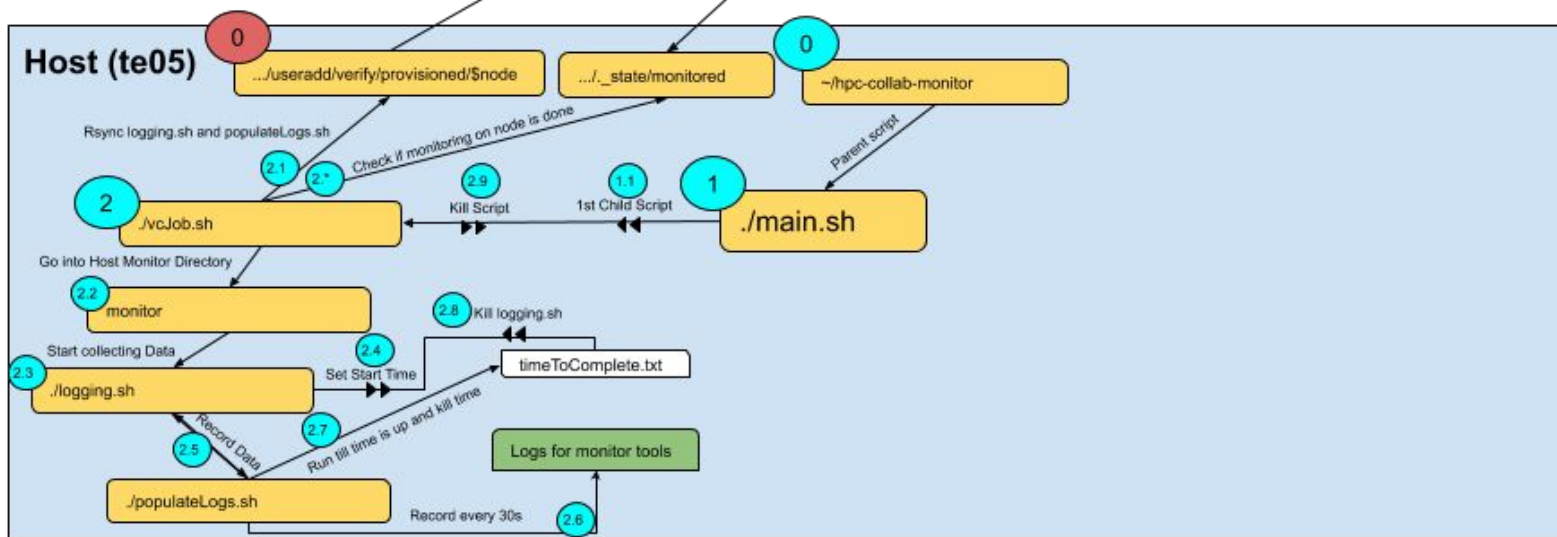 0
0
Host (te05)
.../useradd/verify/provisioned/$node
.../._state/monitored
~/hpc-collab-monitor
Rsync logging.sh and populateLogs.sh
Check if monitoring on node is done
Parent script
2.1
2.*
2.9
1.1
1
2
Kill Script
1st Child Script
./vcJob.sh
./main.sh
Go into Host Monitor Directory
2.2
monitor
2.8
Kill logging.sh
Start collecting Data
2.4
2.3
Set Start Time
timeToComplete.txt
./logging.sh
Record Data
2.7
Run till time is up and kill time
2.5
Logs for monitor tools
./populateLogs.sh
Record every 30s
2.6